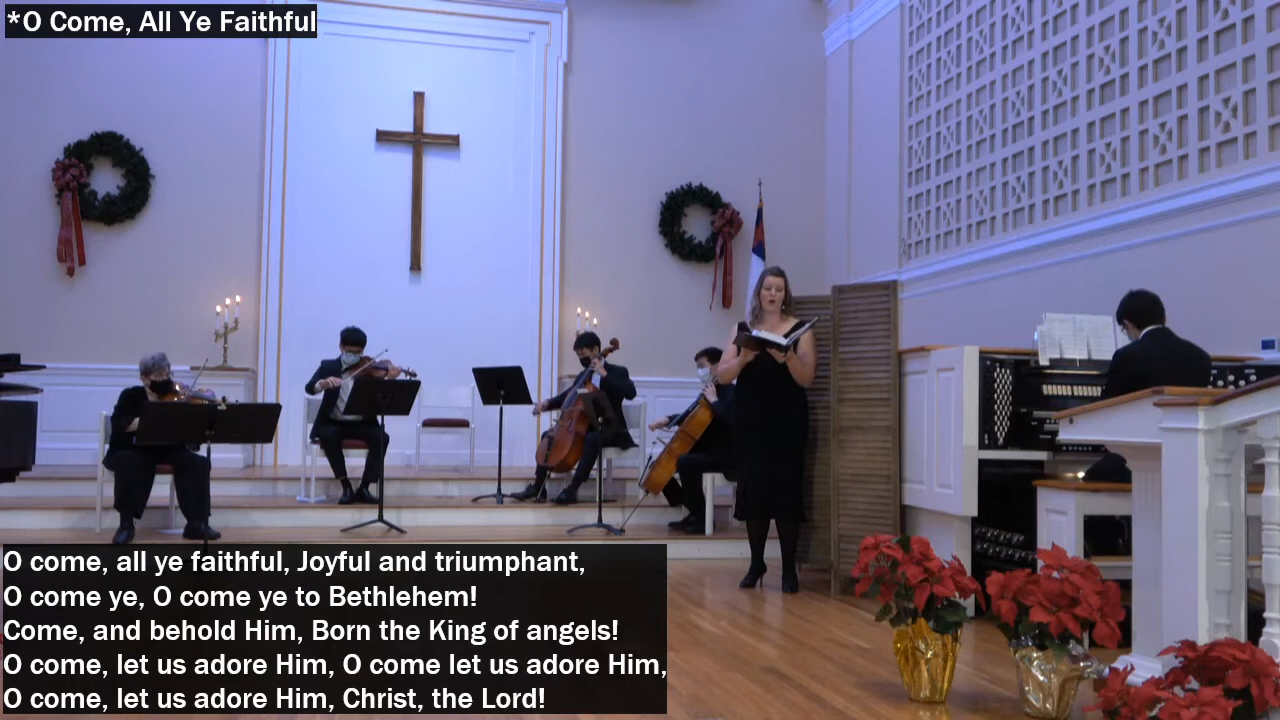 *O Come, All Ye Faithful
O come, all ye faithful, Joyful and triumphant,
O come ye, O come ye to Bethlehem!
Come, and behold Him, Born the King of angels!
O come, let us adore Him, O come let us adore Him,
O come, let us adore Him, Christ, the Lord!